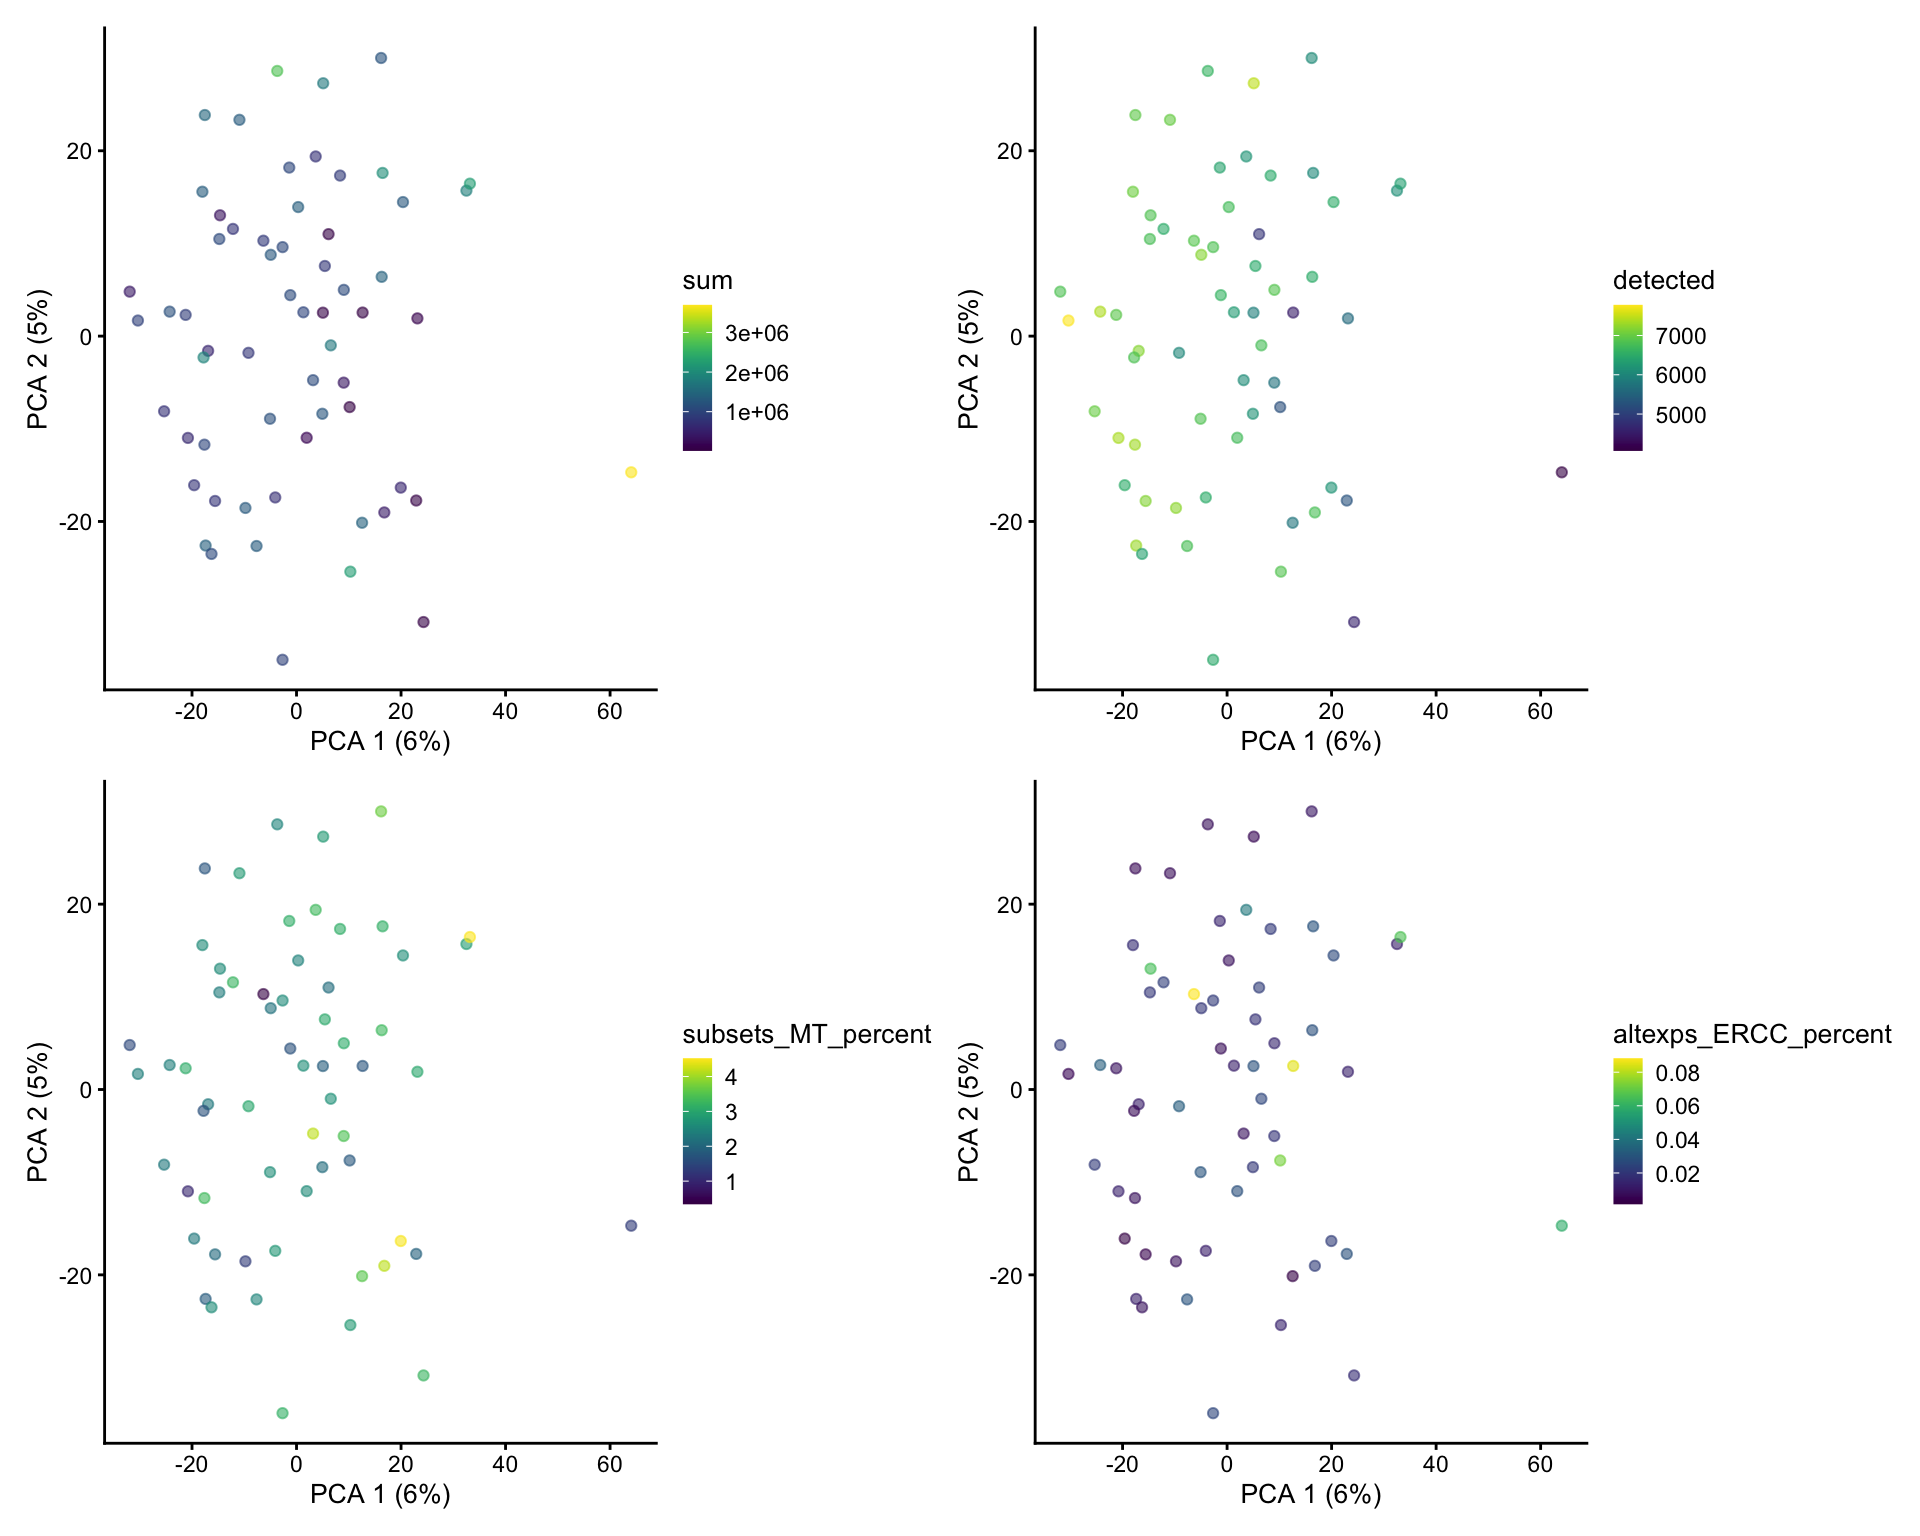 20
0
-20
PCA 2 (5%)
-20 0 20 40 60
PCA 1 (6%)
sum
3e+06
2e+06
1e+06
20
0
-20
PCA 2 (5%)
-20 0 20 40 60
PCA 1 (6%)
detected
7000
6000
5000
20
0
-20
PCA 2 (5%)
-20 0 20 40 60
PCA 1 (6%)
subsets_MT_percent
4
3
2
1
20
0
-20
PCA 2 (5%)
-20 0 20 40 60
PCA 1 (6%)
altexps_ERCC_percent
0.08
0.06
0.04
0.02